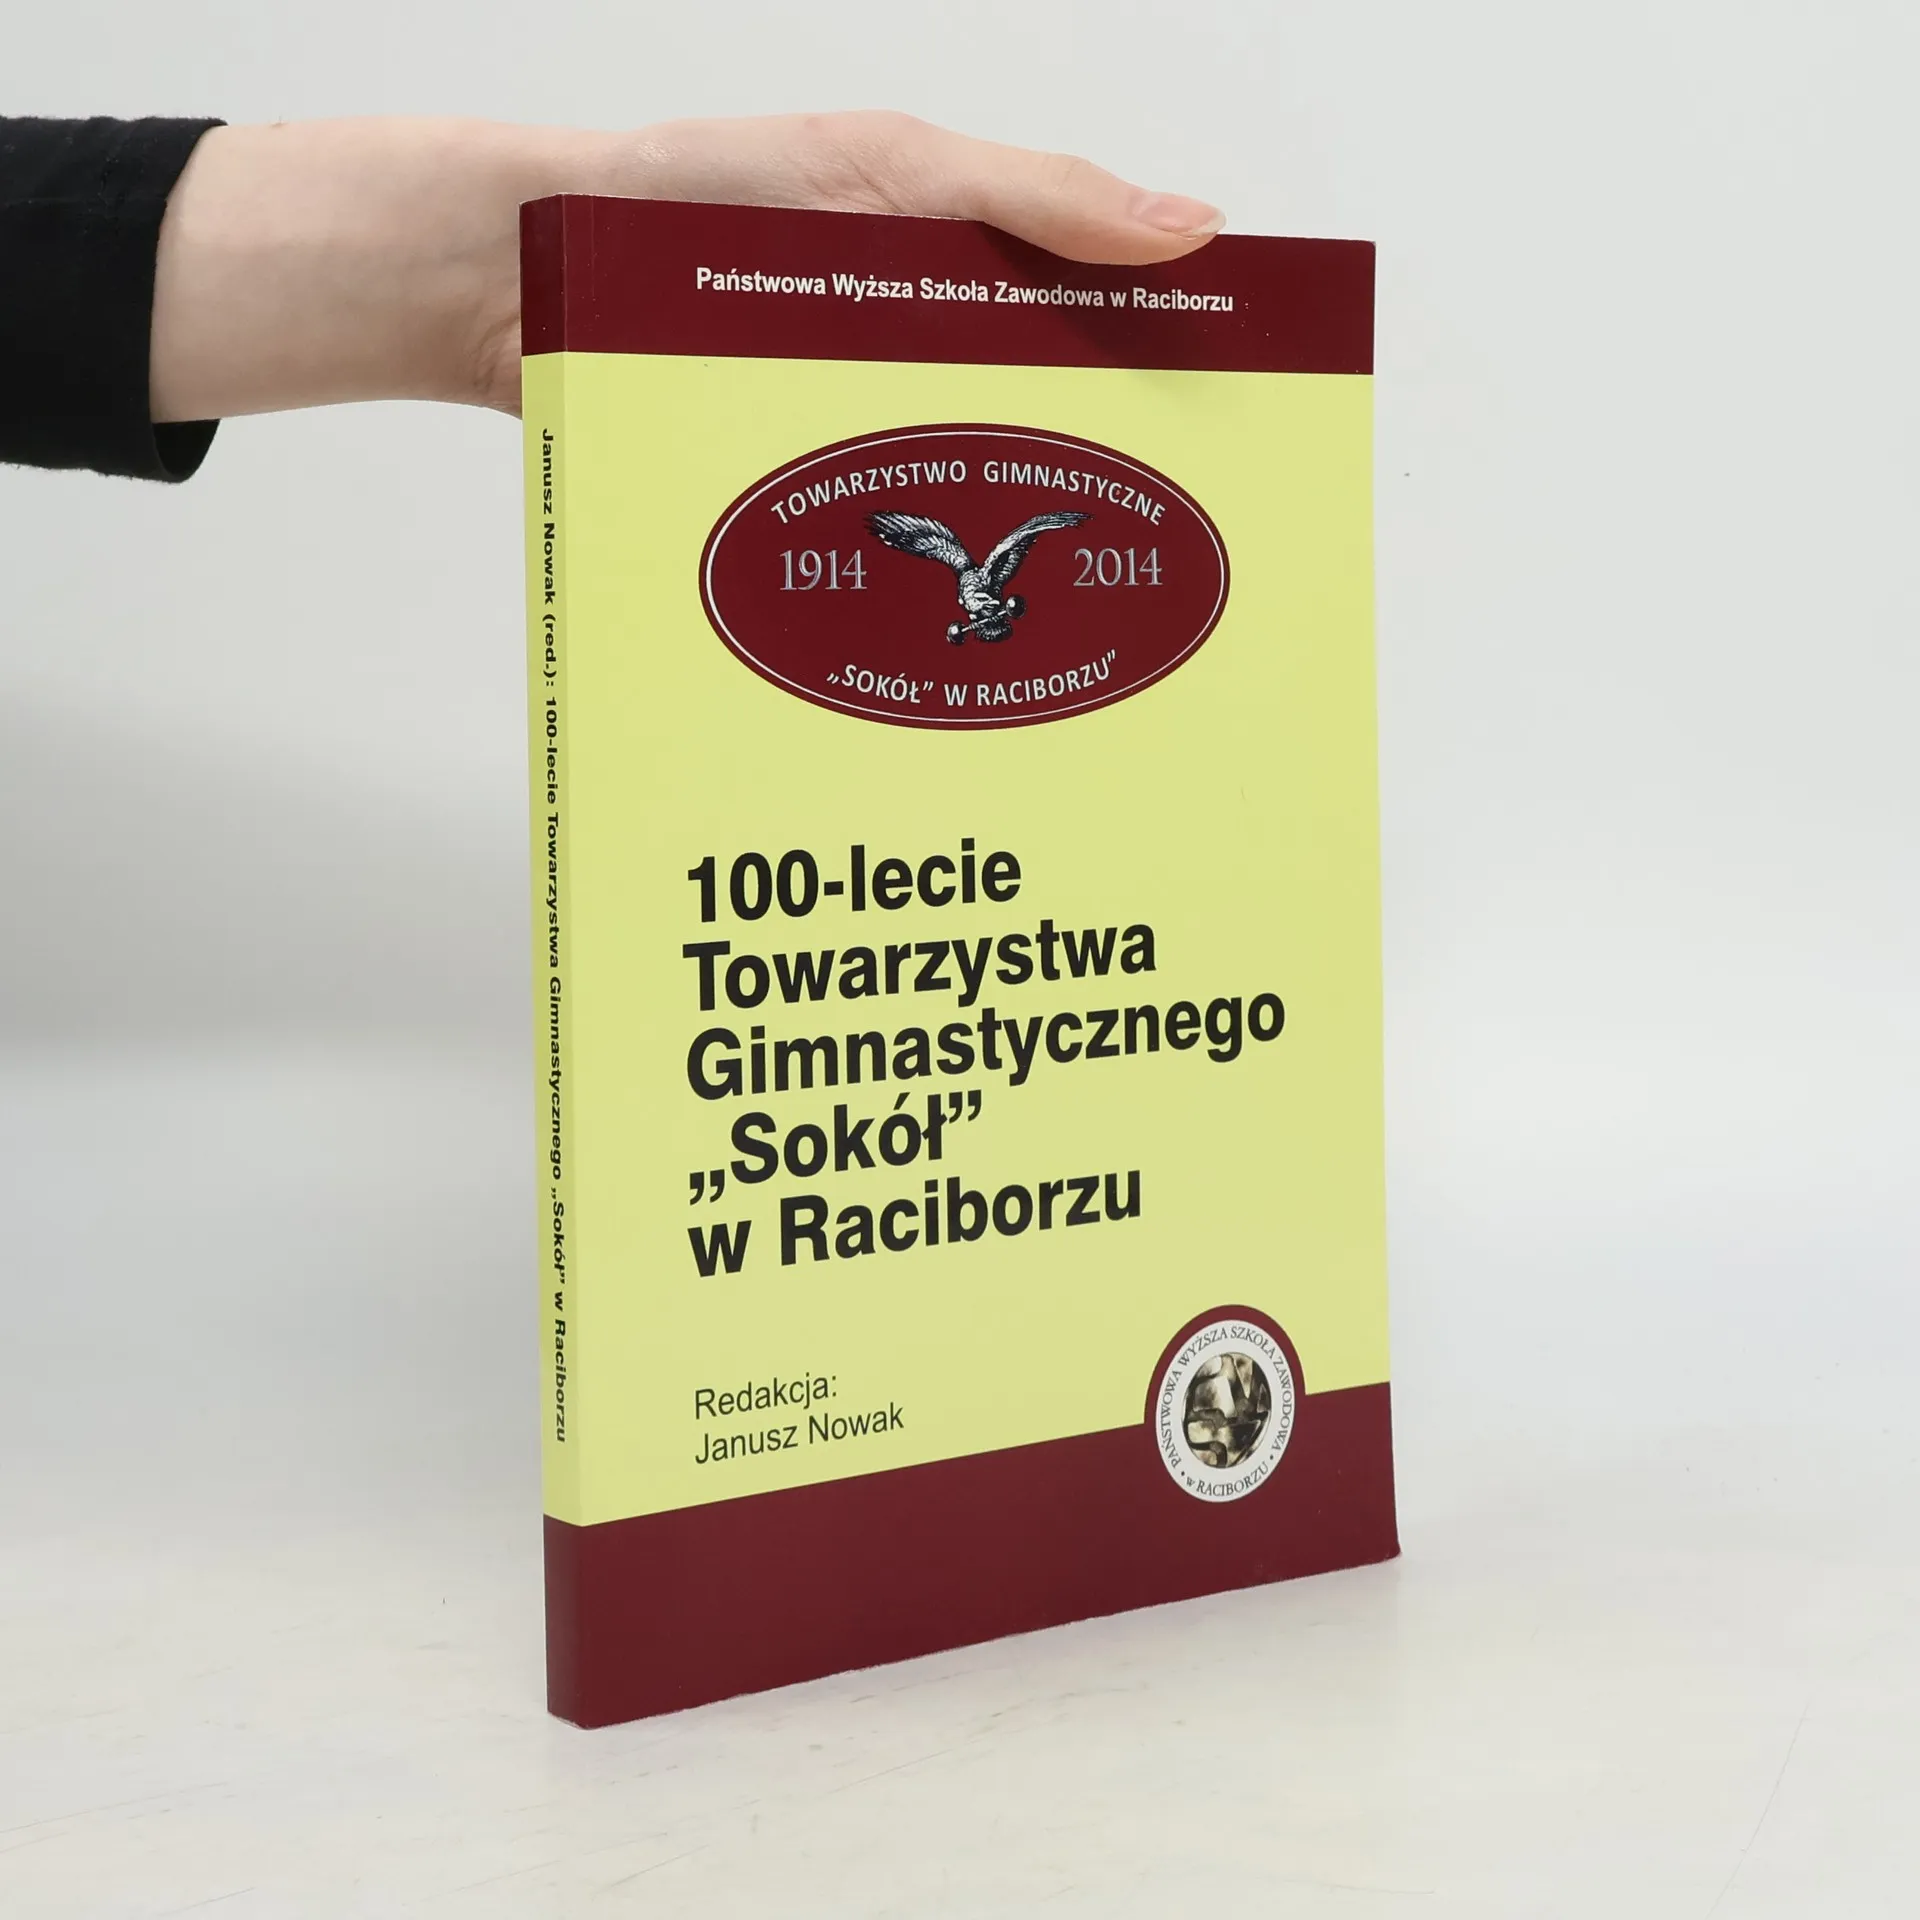 Państwowa Wyższa Szkoła Zawodowa w Raciborzu
TOWARZYSTWO GIMNASTYCZNE
1914 2014
„SOKÓŁ” W RACIBORZU”
100-lecie
Towarzystwa
Gimnastycznego
„Sokół”
w Raciborzu
Redakcja:
Janusz Nowak
PAŃSTWOWA WYŻSZA SZKOŁA ZAWODOWA
w RACIBORZU
Janusz Nowak (red.): 100-lecie Towarzystwa Gimnastycznego „Sokół” w Raciborzu